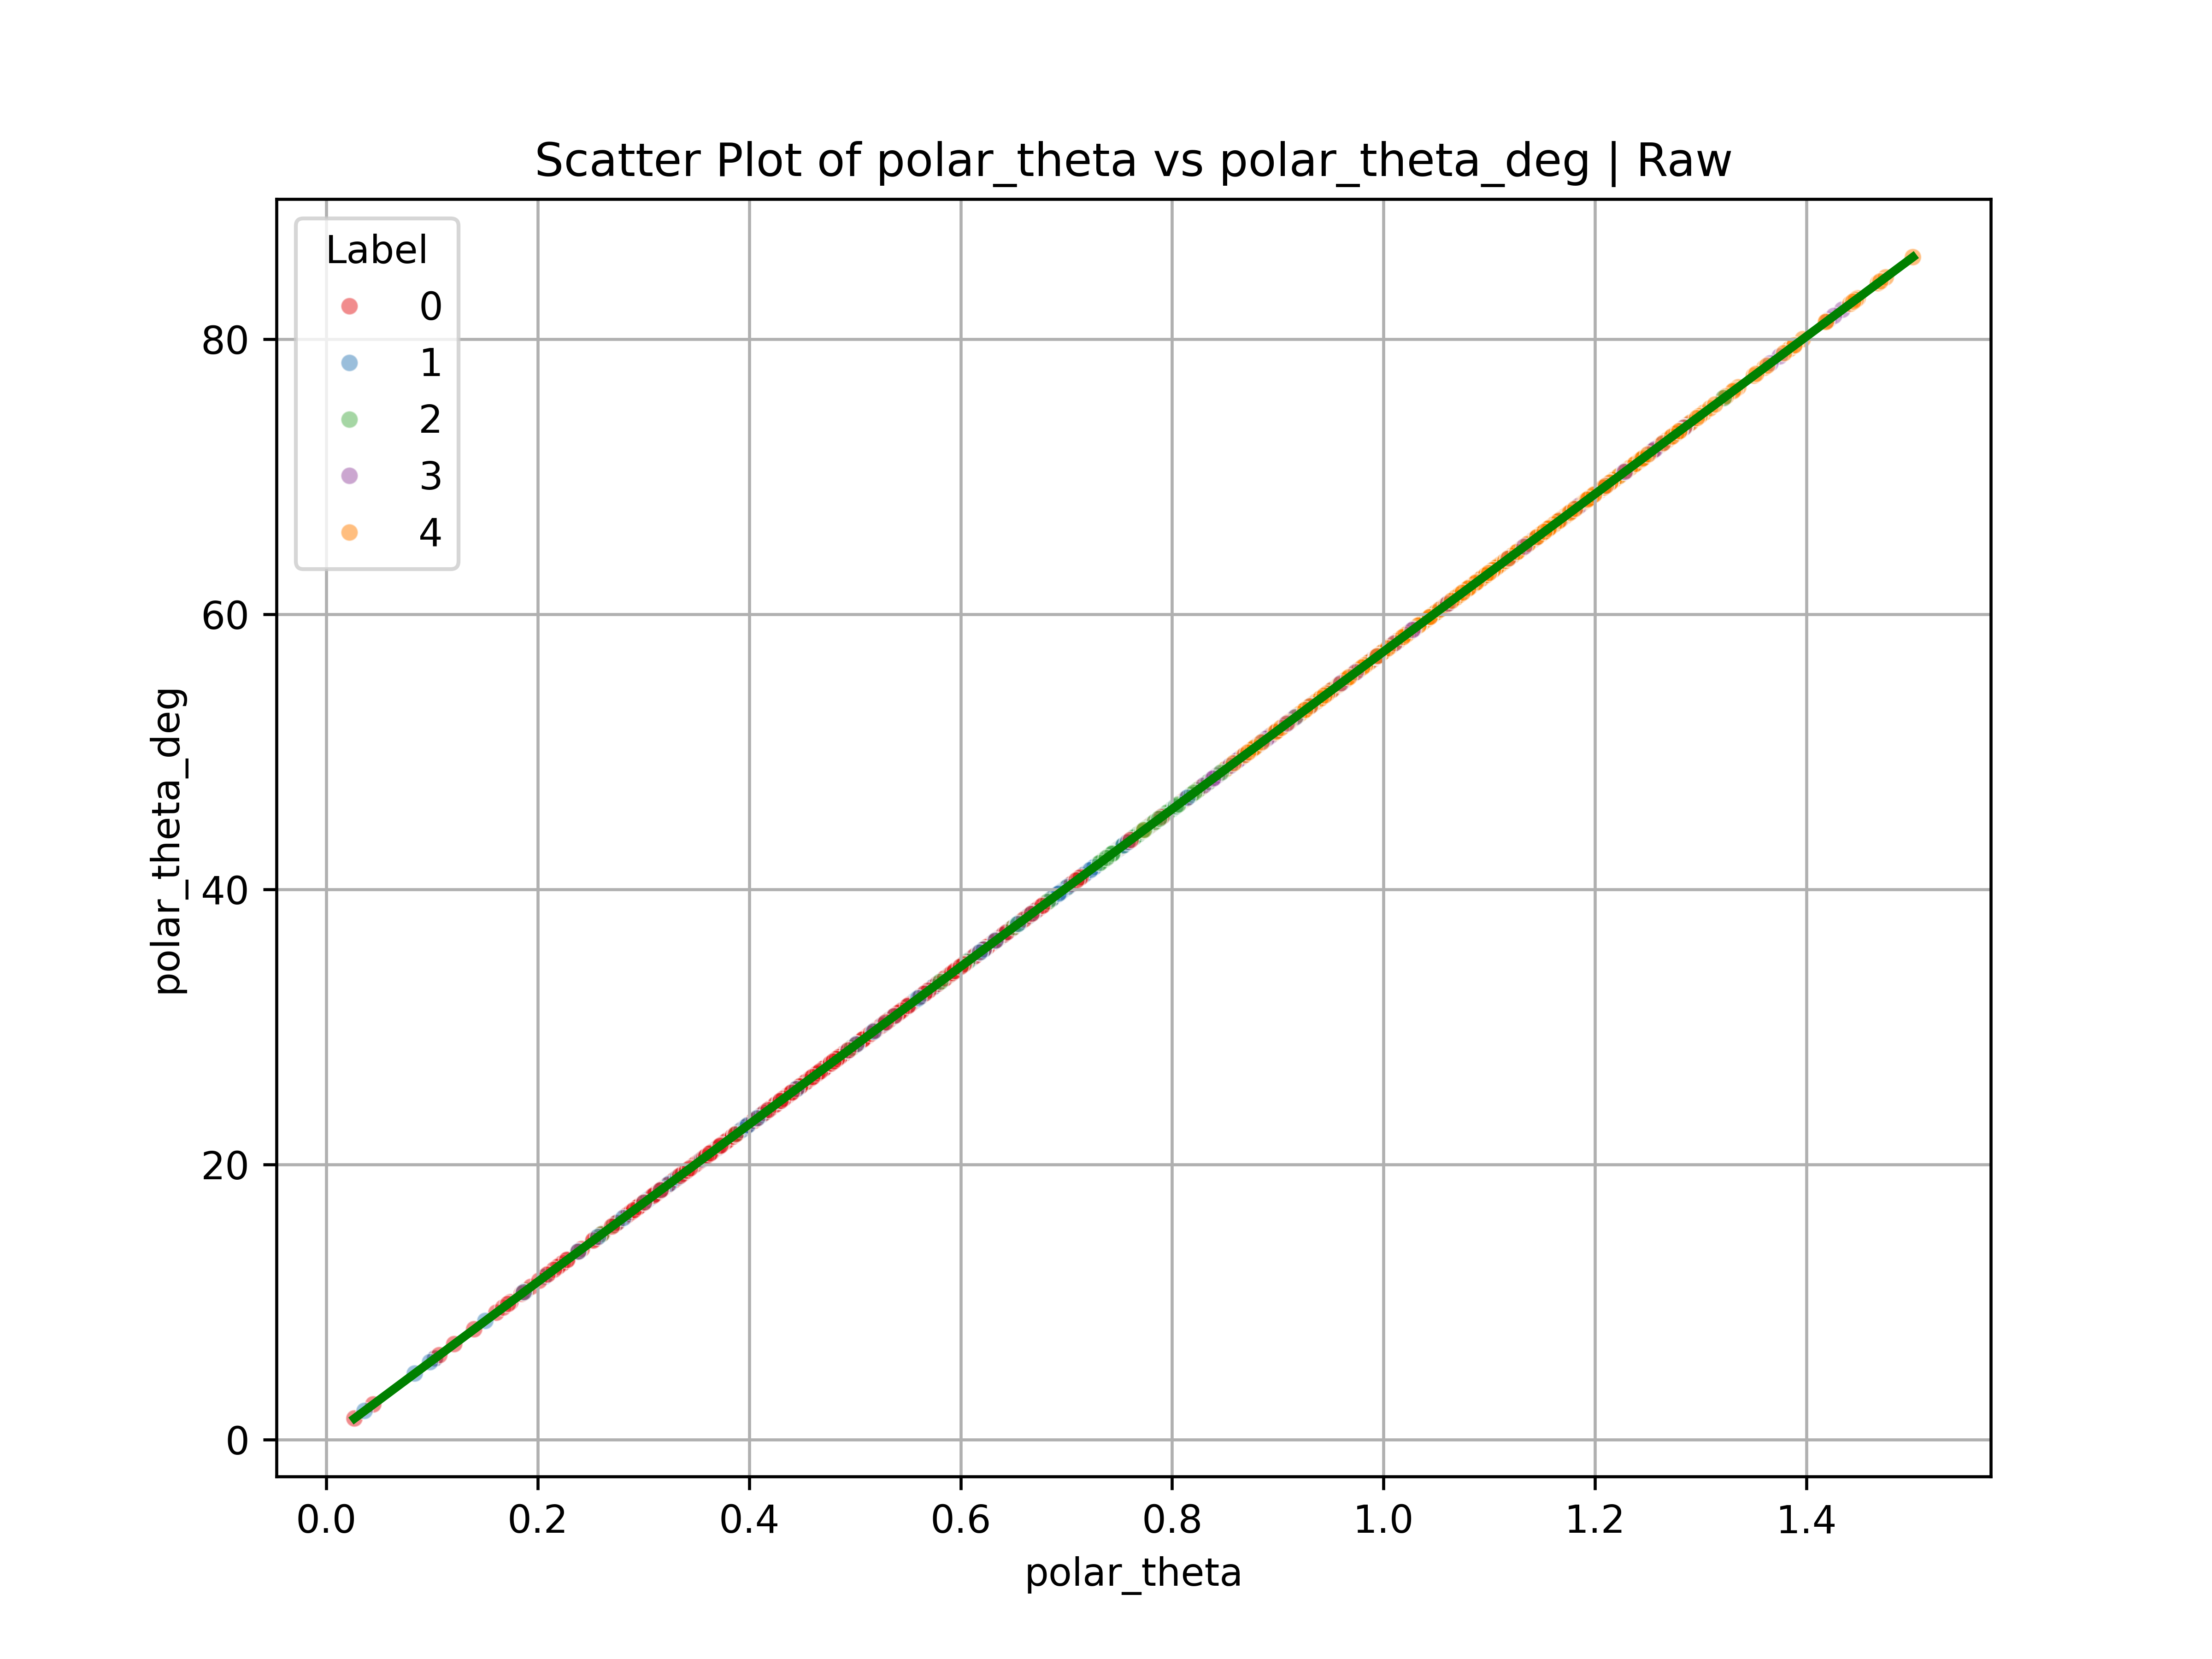 Scatter Plot of polar_theta vs polar_theta_deg | Raw
Label
0
1
2
3
4
polar_theta_deg
80
60
40
20
0
0.0 0.2 0.4 0.6 0.8 1.0 1.2 1.4
polar_theta